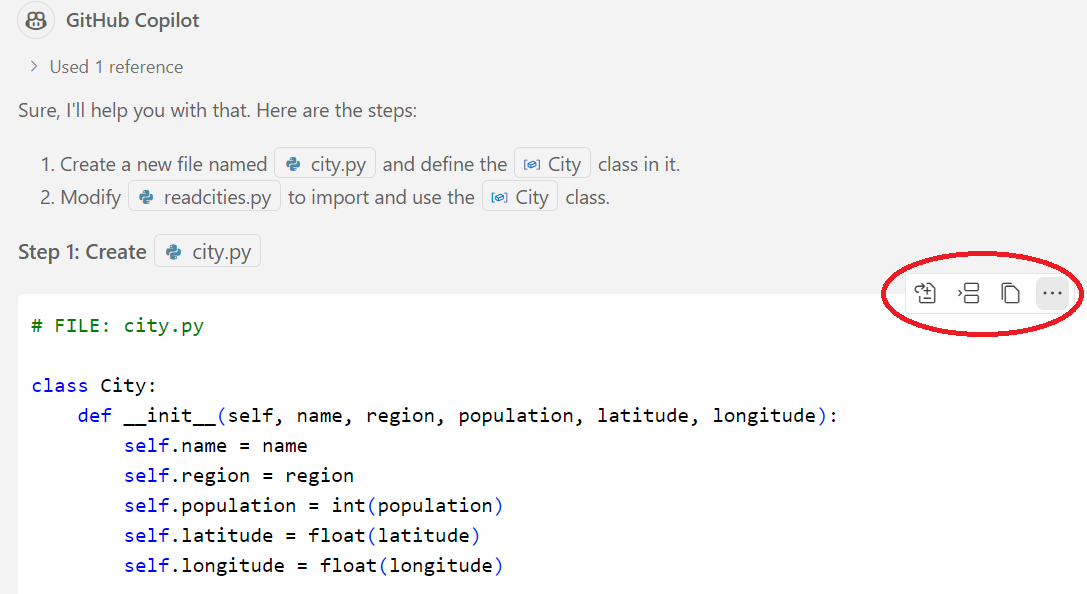 GitHub Copilot
Used 1 reference
Sure, I'll help you with that. Here are the steps:
1. Create a new file named city.py and define the City class in it.
2. Modify readcities.py to import and use the City class.
Step 1: Create city.py
# FILE: city.py
class City:
    def __init__(self, name, region, population, latitude, longitude):
        self.name = name
        self.region = region
        self.population = int(population)
        self.latitude = float(latitude)
        self.longitude = float(longitude)